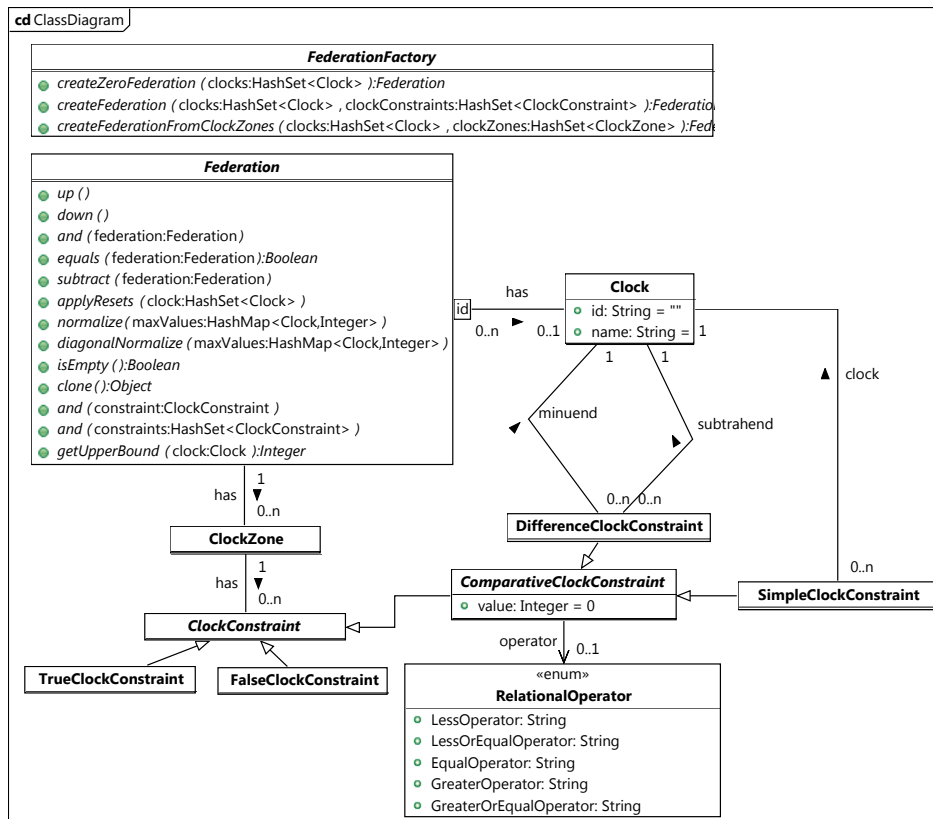 cd ClassDiagram
FederationFactory
createZeroFederation (clocks:HashSet<Clock> ):Federation
createFederation (clocks:HashSet<Clock> , clockConstraints:HashSet<ClockConstraint> ):Federatio
createFederationFromClockZones (clocks:HashSet<Clock> , clockZones:HashSet<ClockZone> ):Fede
Federation
up ()
down ()
and (federation:Federation)
equals (federation:Federation):Boolean
subtract (federation:Federation)
applyResets (clock:HashSet<Clock> )
normalize(maxValues:HashMap<Clock,Integer> )
diagonalNormalize (maxValues:HashMap<Clock,Integer> )
isEmpty ():Boolean
clone ():Object
and (constraint:ClockConstraint )
and (constraints:HashSet<ClockConstraint> )
getUpperBound (clock:Clock ):Integer
id
has
0..n
0..1
Clock
id: String = ""
name: String =
1
1
1
clock
minuend
subtrahend
0..n
0..n
DifferenceClockConstraint
1
has
0..n
ClockZone
1
has
0..n
ClockConstraint
ComparativeClockConstraint
value: Integer = 0
0..n
SimpleClockConstraint
operator
0..1
TrueClockConstraint
FalseClockConstraint
«enum»
RelationalOperator
LessOperator: String
LessOrEqualOperator: String
EqualOperator: String
GreaterOperator: String
GreaterOrEqualOperator: String